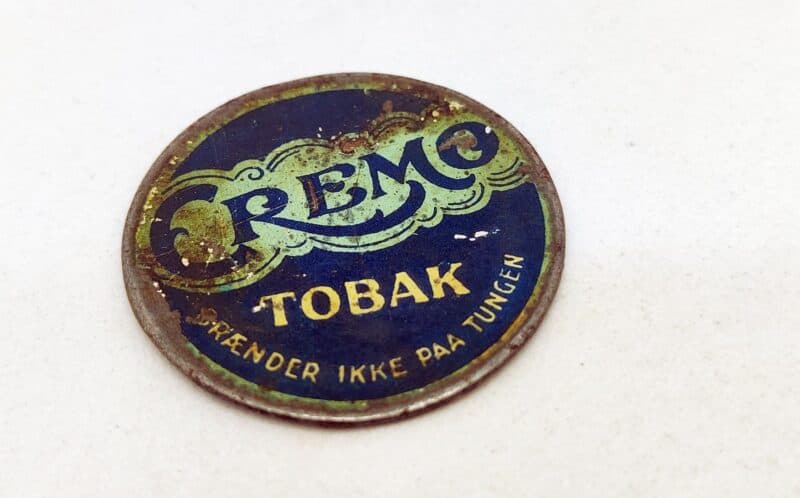 CREMO
TOBAK
BRÆNDER IKKE PAA TUNGEN